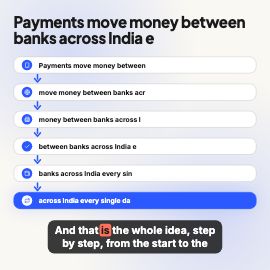 Payments move money between
banks across India e
Payments move money between
move money between banks acr
money between banks across I
between banks across India e
banks across India every sin
across India every single da
And that is the whole idea, step
by step, from the start to the